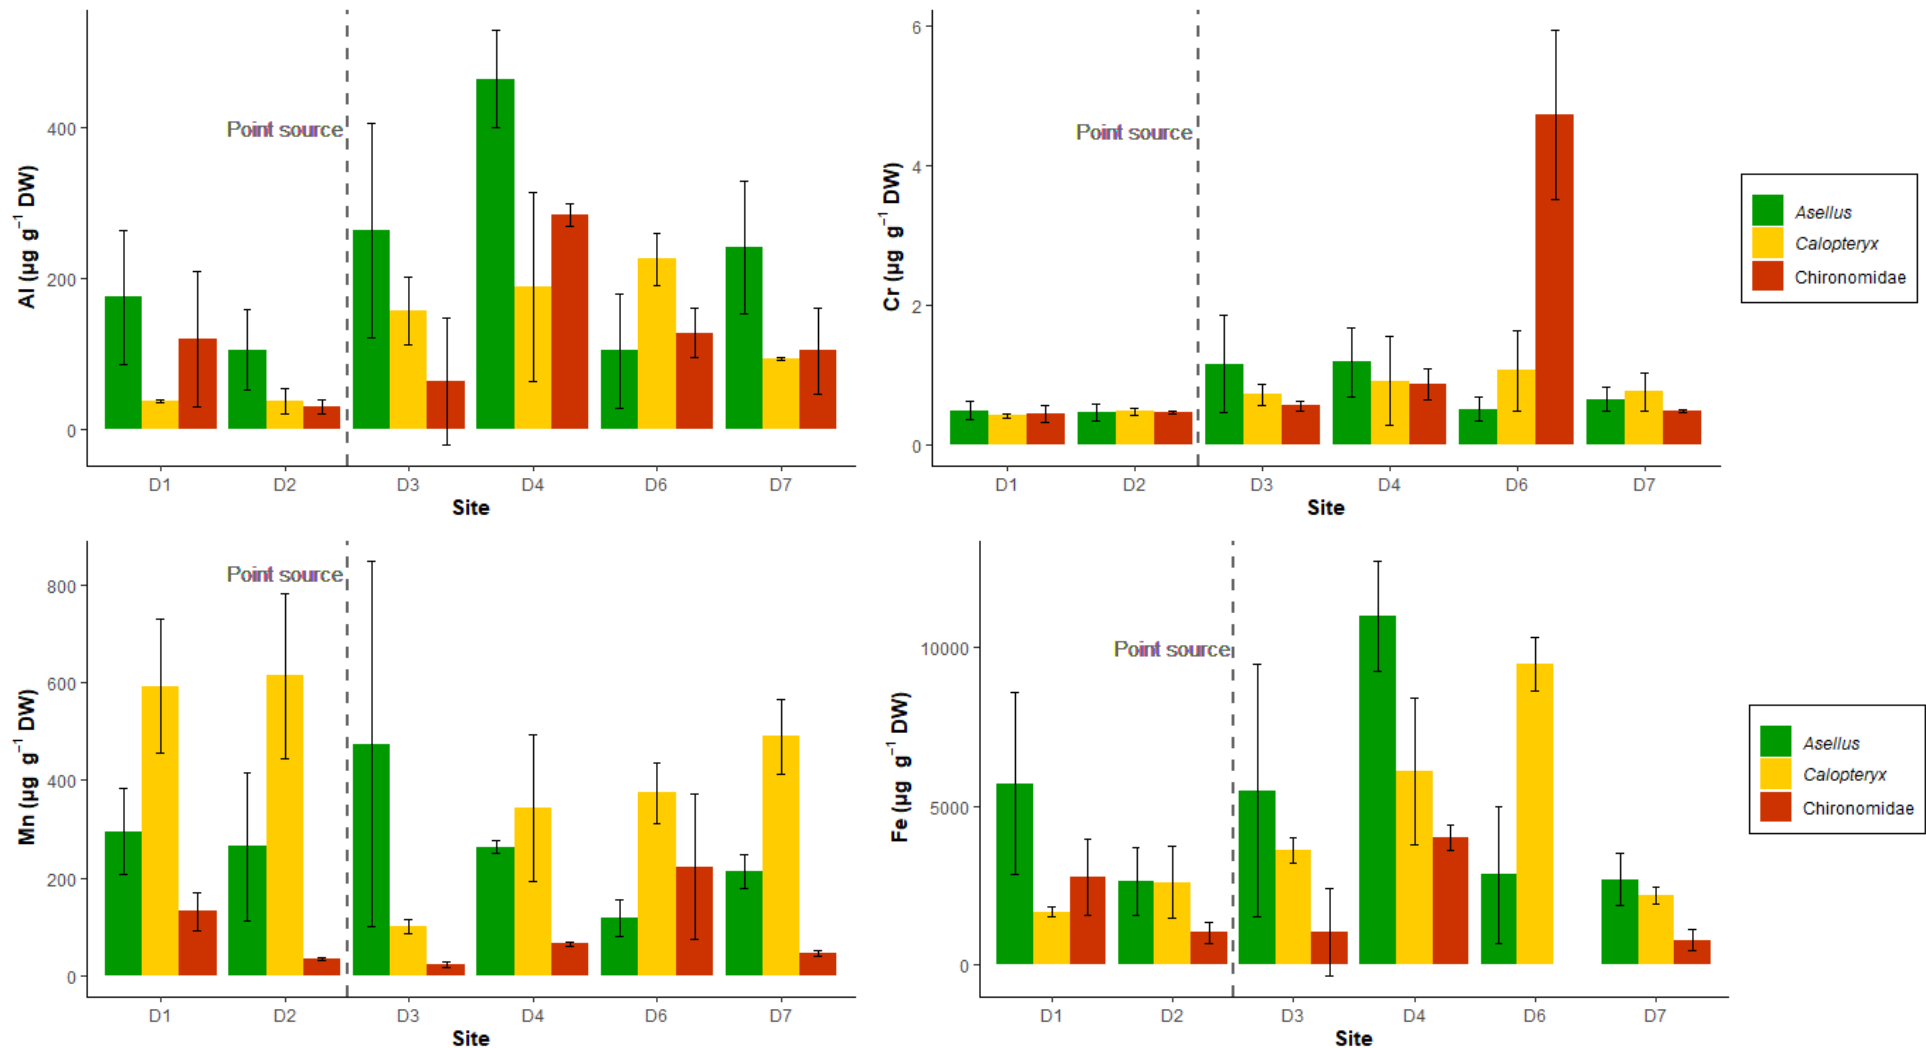 400
200
0
Al (µg g⁻¹ DW)
Point source
D1 D2 D3 D4 D6 D7
Site
6
4
2
0
Cr (µg g⁻¹ DW)
Point source
D1 D2 D3 D4 D6 D7
Site
Asellus
Calopteryx
Chironomidae
800
600
400
200
0
Mn (µg g⁻¹ DW)
Point source
D1 D2 D3 D4 D6 D7
Site
10000
5000
0
Fe (µg g⁻¹ DW)
Point source
D1 D2 D3 D4 D6 D7
Site
Asellus
Calopteryx
Chironomidae